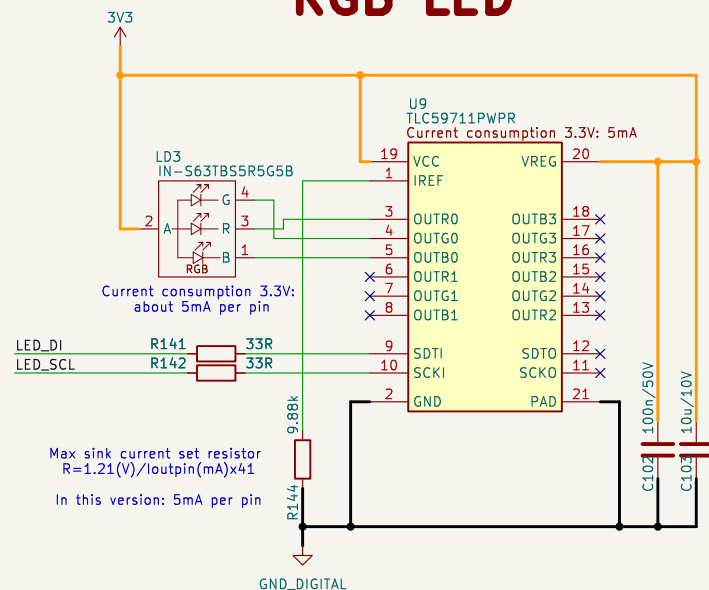 RGB LED
3V3
U9
TLC59711PWPR
Current consumption 3.3V: 5mA
LD3
IN-S63TBS5R5G5B
19 VCC VREG 20
1 IREF
4 G
2 A R 3
B 1
RGB
3 OUTR0 OUTB3 18
4 OUTG0 OUTG3 17
5 OUTB0 OUTR3 16
6 OUTR1 OUTB2 15
7 OUTG1 OUTG2 14
8 OUTB1 OUTR2 13
Current consumption 3.3V:
about 5mA per pin
LED_DI R141 33R 9 SDTI SDTO 12
LED_SCL R142 33R 10 SCKI SCKO 11
2 GND PAD 21
9.88k
R144
100n/50V
C102
10u/10V
C103
Max sink current set resistor
R=1.21(V)/Ioutpin(mA)x41
In this version: 5mA per pin
GND_DIGITAL